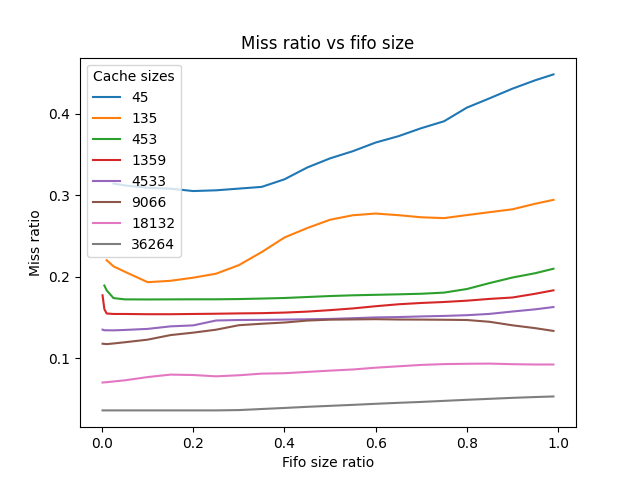 Miss ratio vs fifo size
Cache sizes
45
135
453
1359
4533
9066
18132
36264
0.4
0.3
0.2
0.1
Miss ratio
0.0 0.2 0.4 0.6 0.8 1.0
Fifo size ratio